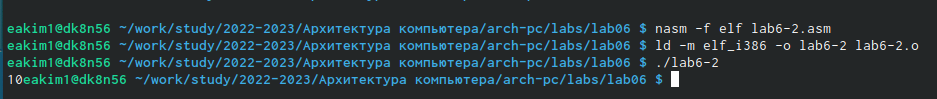 eakim1@dk8n56 ~/work/study/2022-2023/Архитектура компьютера/arch-pc/labs/lab06 $ nasm -f elf lab6-2.asm
eakim1@dk8n56 ~/work/study/2022-2023/Архитектура компьютера/arch-pc/labs/lab06 $ ld -m elf_i386 -o lab6-2 lab6-2.o
eakim1@dk8n56 ~/work/study/2022-2023/Архитектура компьютера/arch-pc/labs/lab06 $ ./lab6-2
10eakim1@dk8n56 ~/work/study/2022-2023/Архитектура компьютера/arch-pc/labs/lab06 $